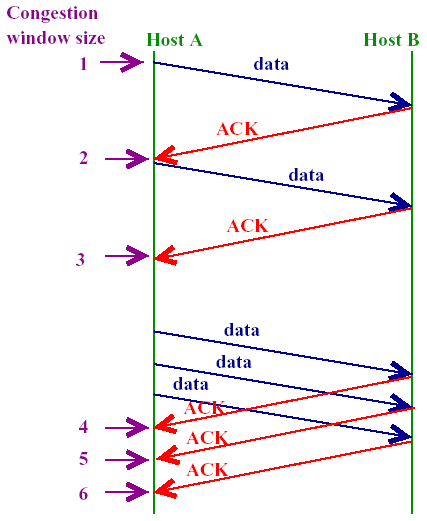 Congestion
window size
Host A
Host B
1
data
ACK
2
data
ACK
3
data
data
data
ACK
4
ACK
5
ACK
6